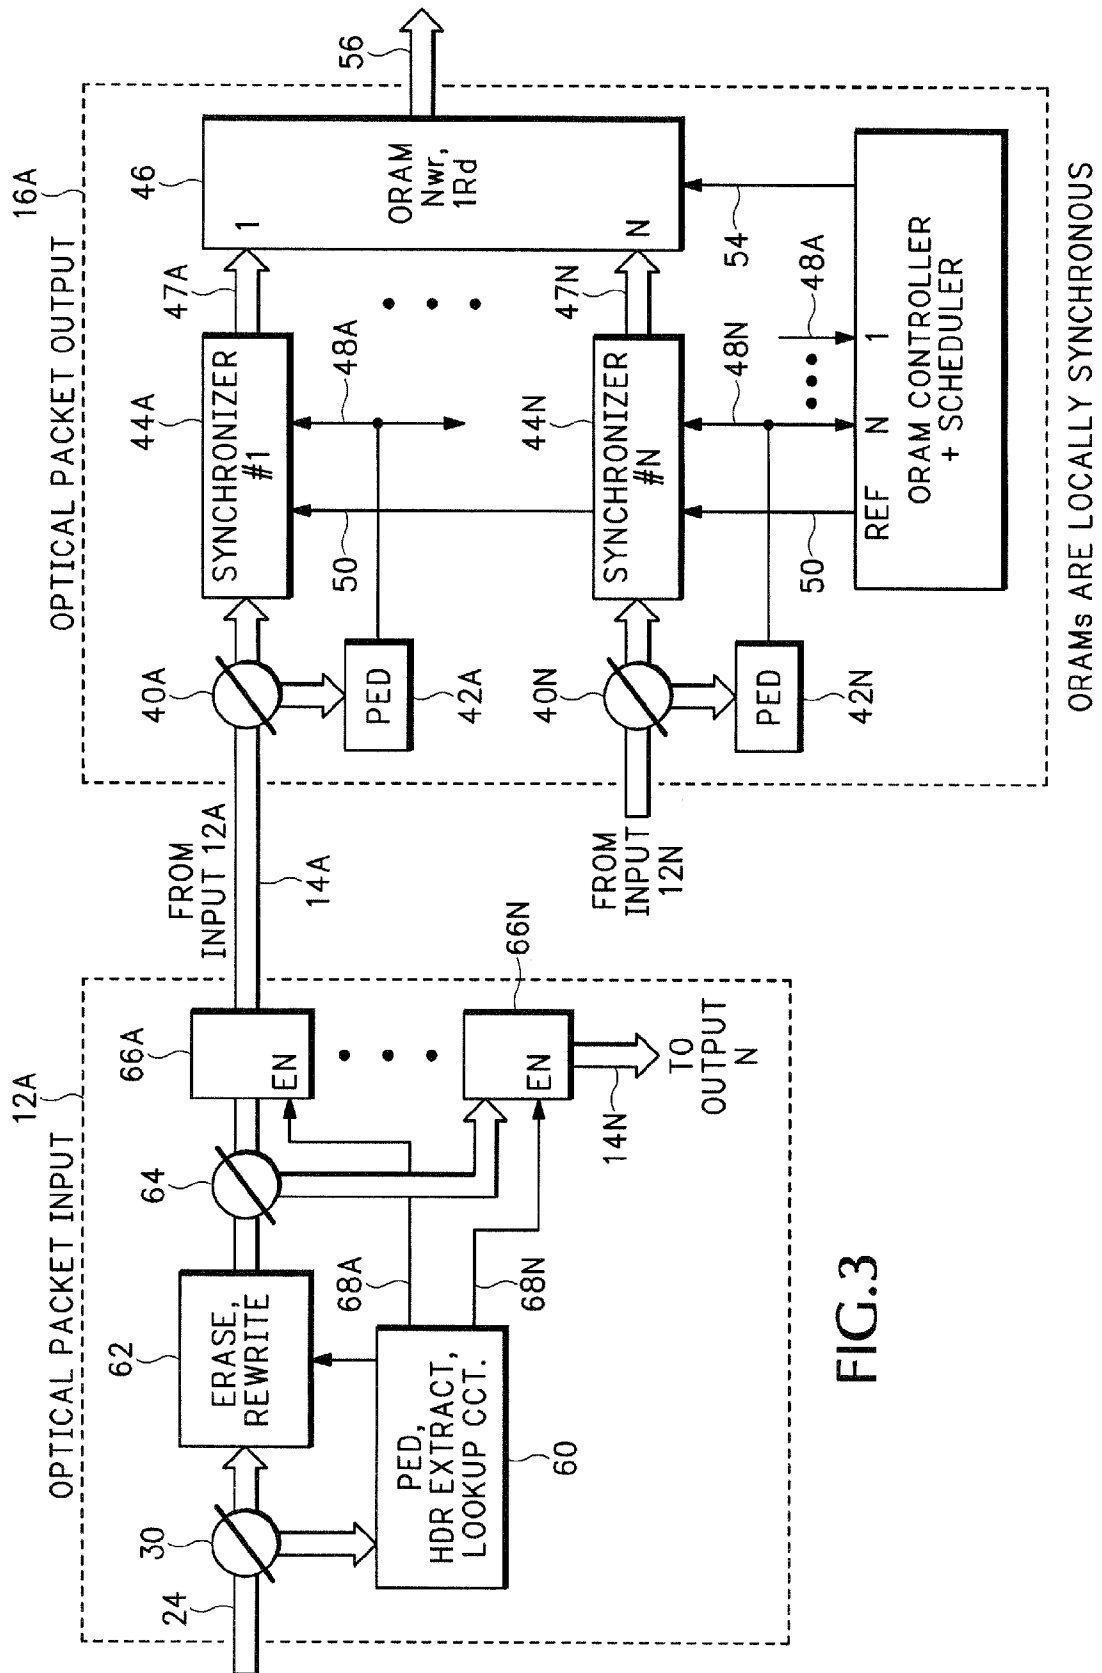 OPTICAL PACKET INPUT
12A
24
30
62
ERASE,
REWRITE
64
66A
EN
PED,
HDR EXTRACT,
LOOKUP CCT.
60
68A
68N
66N
EN
14N
TO
OUTPUT
N
FROM
INPUT 12A
14A
OPTICAL PACKET OUTPUT
16A
40A
PED
42A
44A
SYNCHRONIZER
#1
47A
46
1
ORAM
Nwr,
1Rd
N
56
48A
50
FROM
INPUT
12N
40N
PED
42N
44N
SYNCHRONIZER
#N
47N
48N
50
54
48A
REF
N
1
ORAM CONTROLLER
+ SCHEDULER
ORAMs ARE LOCALLY SYNCHRONOUS
FIG.3